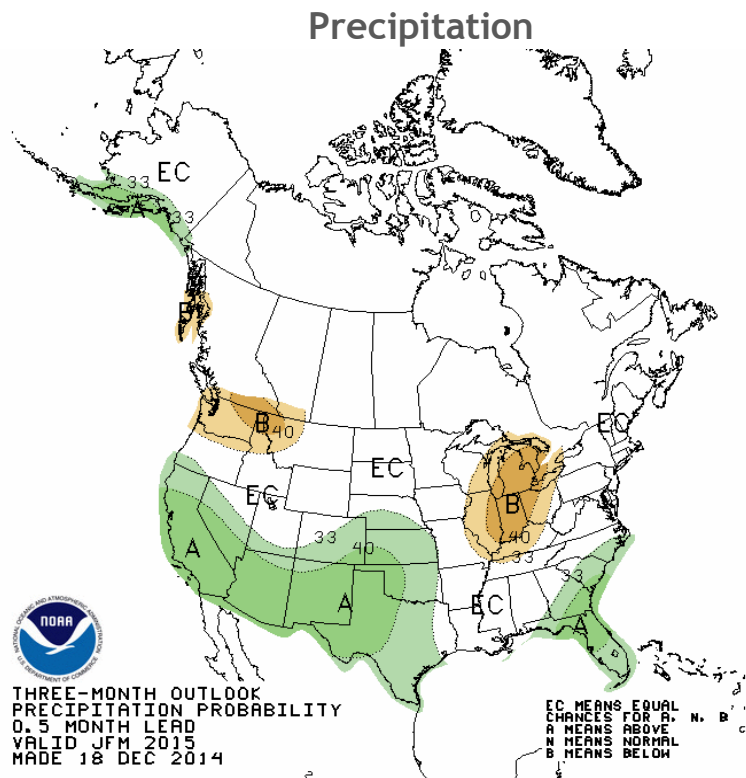 Precipitation
33
EC
A
33
B
B
40
EC
EC
EC
B
A
33
40
40
33
33
A
EC
A
NATIONAL OCEANIC AND ATMOSPHERIC ADMINISTRATION
NOAA
U.S. DEPARTMENT OF COMMERCE
THREE-MONTH OUTLOOK
PRECIPITATION PROBABILITY
0.5 MONTH LEAD
VALID JFM 2015
MADE 18 DEC 2014
EC MEANS EQUAL
CHANCES FOR A, N, B
A MEANS ABOVE
N MEANS NORMAL
B MEANS BELOW